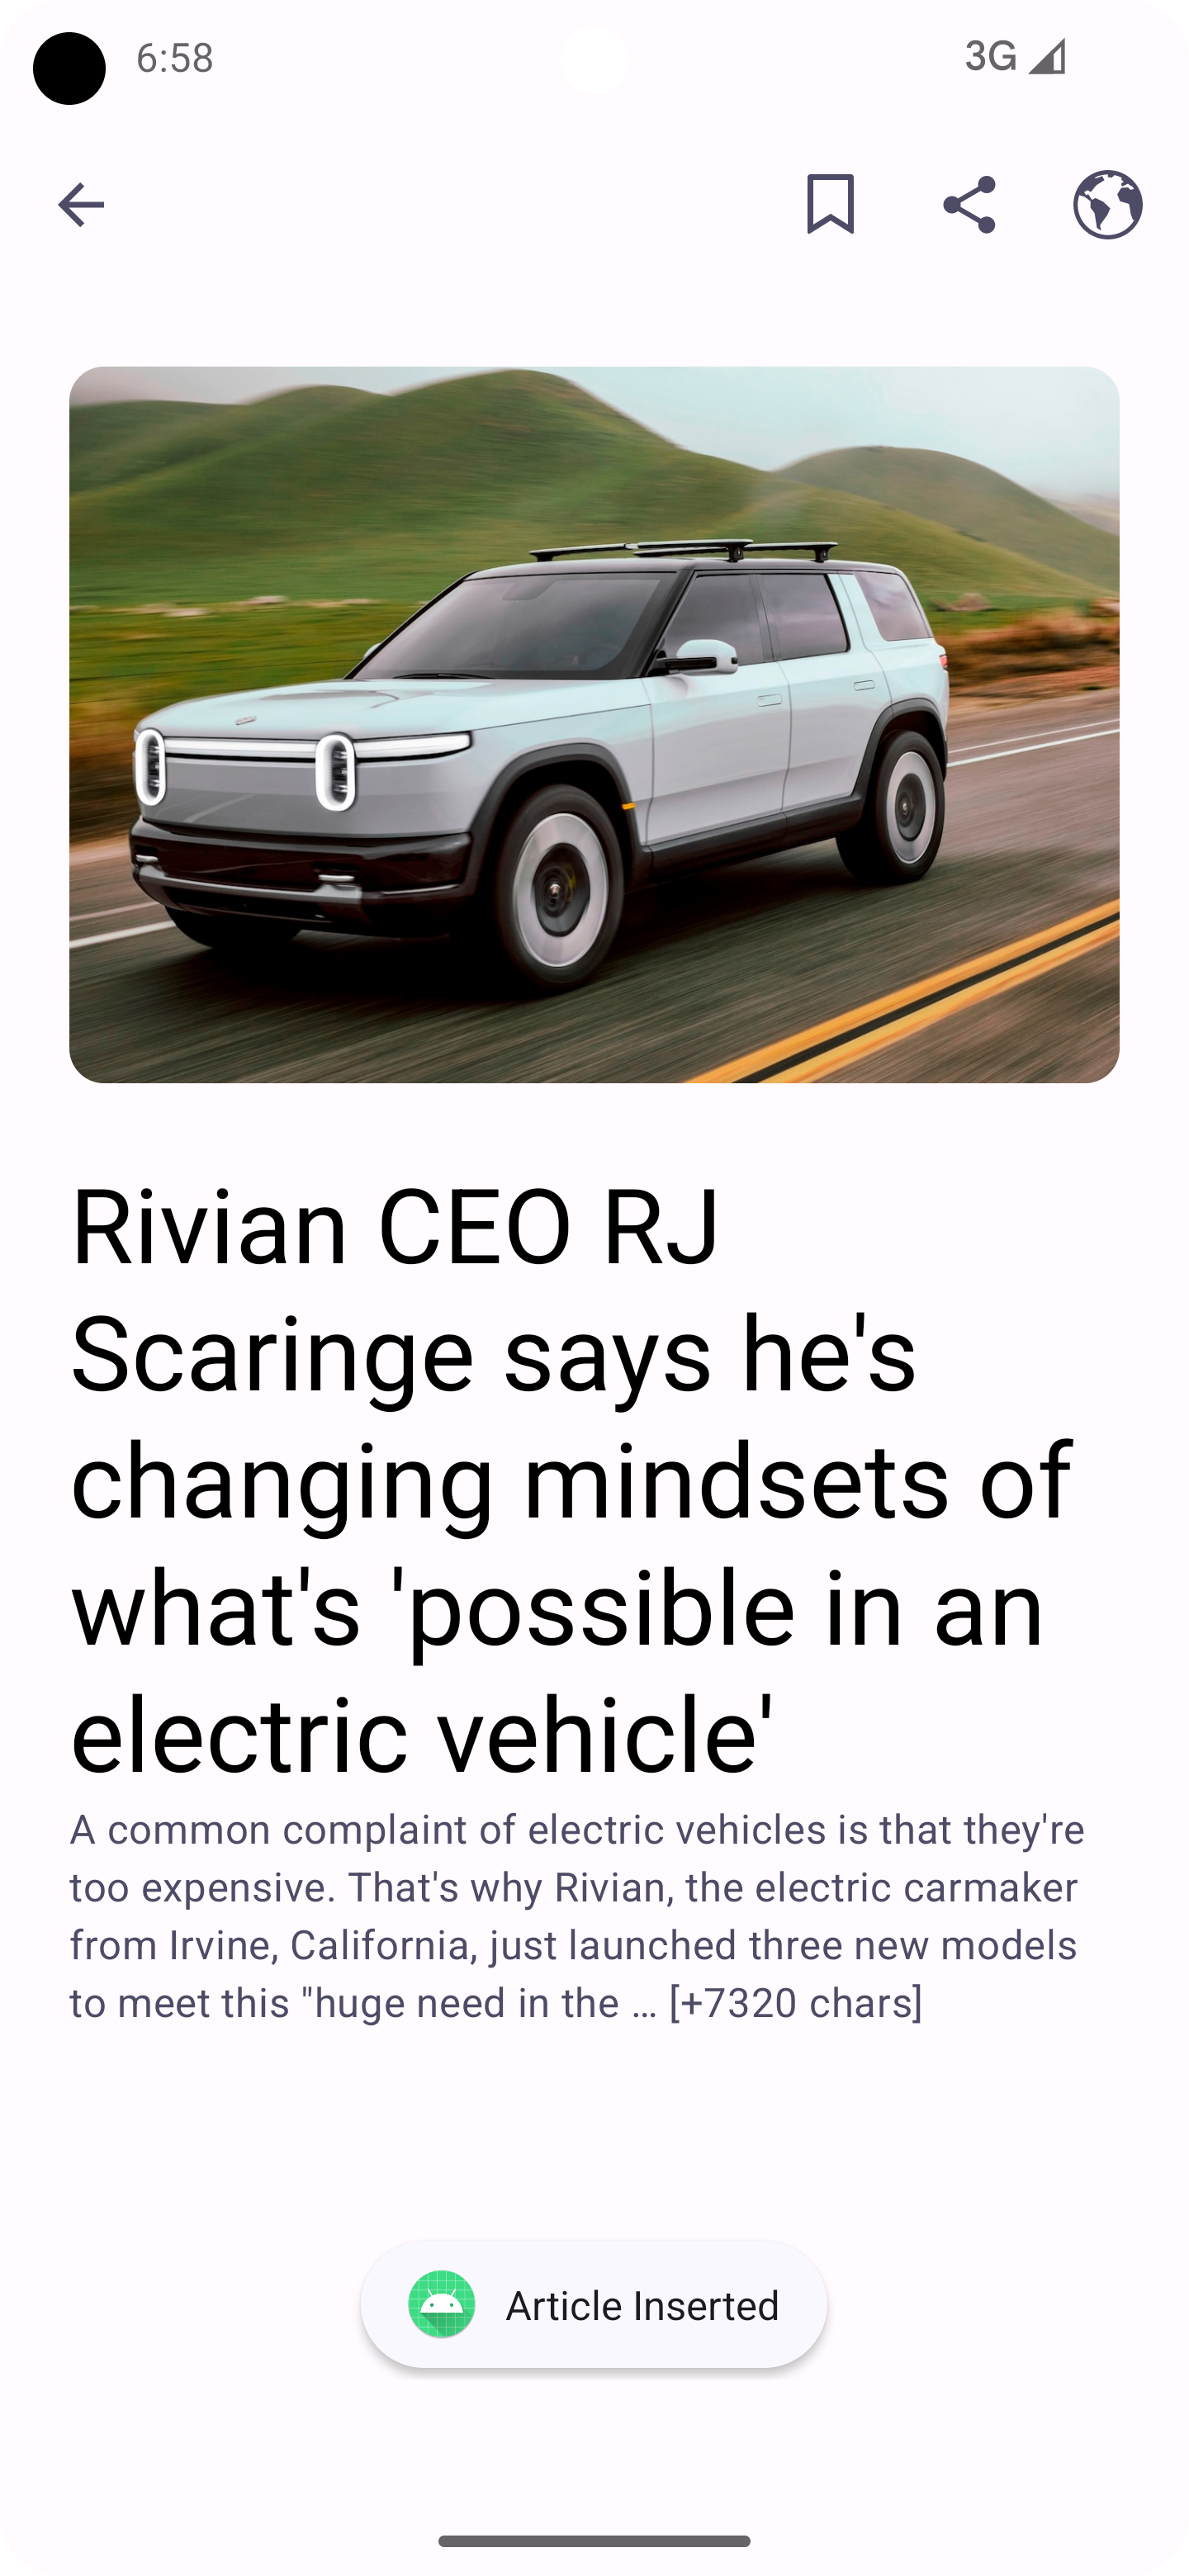 6:58
3G
Rivian CEO RJ
Scaringe says he's
changing mindsets of
what's 'possible in an
electric vehicle'
A common complaint of electric vehicles is that they're
too expensive. That's why Rivian, the electric carmaker
from Irvine, California, just launched three new models
to meet this "huge need in the … [+7320 chars]
Article Inserted